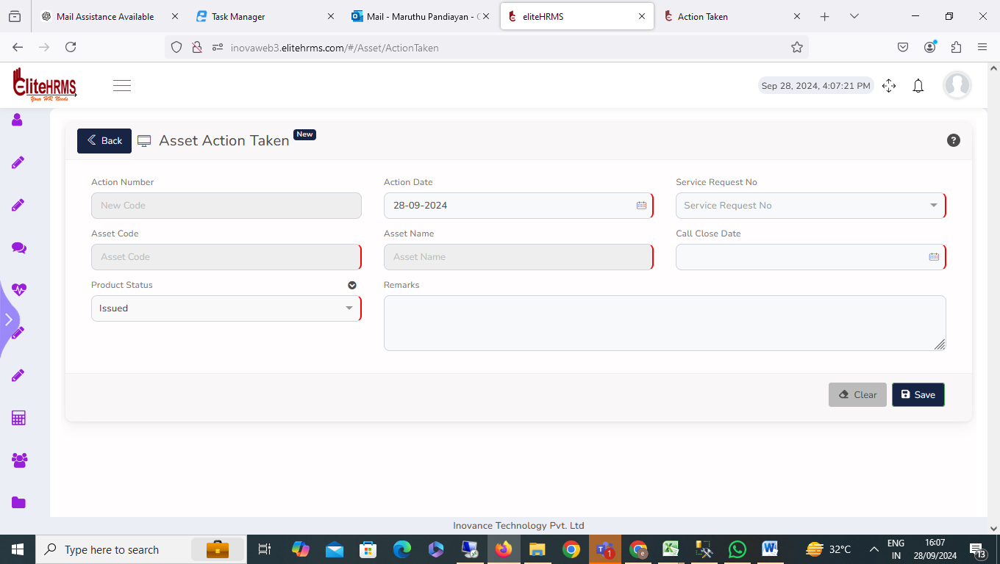 Mail Assistance Available
Task Manager
Mail - Maruthu Pandiayan -
eliteHRMS
Action Taken
inovaweb3.elitehrms.com/#/Asset/ActionTaken
EliteHRMS
Your HR Needs
Sep 28, 2024, 4:07:21 PM
Back
Asset Action Taken
New
?
Action Number
Action Date
Service Request No
New Code
28-09-2024
Service Request No
Asset Code
Asset Name
Call Close Date
Asset Code
Asset Name
Product Status
Remarks
Issued
Clear
Save
Inovance Technology Pvt. Ltd
Type here to search
1
e
32°C
ENG
IN
16:07
28/09/2024
13